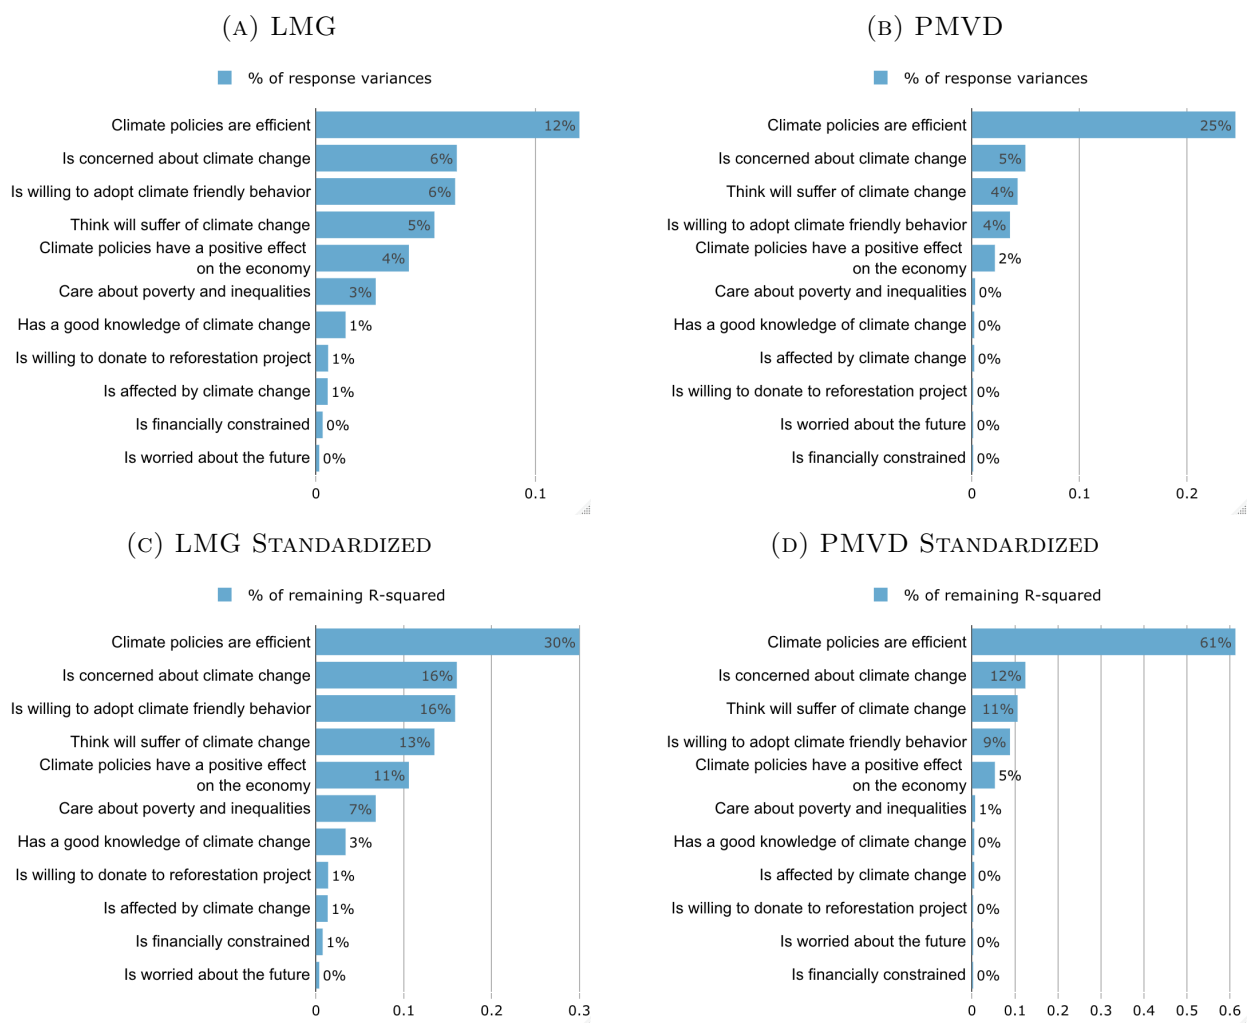 (A) LMG
% of response variances
Climate policies are efficient 12%
Is concerned about climate change 6%
Is willing to adopt climate friendly behavior 6%
Think will suffer of climate change 5%
Climate policies have a positive effect
on the economy 4%
Care about poverty and inequalities 3%
Has a good knowledge of climate change 1%
Is willing to donate to reforestation project 1%
Is affected by climate change 1%
Is financially constrained 0%
Is worried about the future 0%
0 0.1
(B) PMVD
% of response variances
Climate policies are efficient 25%
Is concerned about climate change 5%
Think will suffer of climate change 4%
Is willing to adopt climate friendly behavior 4%
Climate policies have a positive effect
on the economy 2%
Care about poverty and inequalities 0%
Has a good knowledge of climate change 0%
Is affected by climate change 0%
Is willing to donate to reforestation project 0%
Is worried about the future 0%
Is financially constrained 0%
0 0.1 0.2
(C) LMG Standardized
% of remaining R-squared
Climate policies are efficient 30%
Is concerned about climate change 16%
Is willing to adopt climate friendly behavior 16%
Think will suffer of climate change 13%
Climate policies have a positive effect
on the economy 11%
Care about poverty and inequalities 7%
Has a good knowledge of climate change 3%
Is willing to donate to reforestation project 1%
Is affected by climate change 1%
Is financially constrained 1%
Is worried about the future 0%
0 0.1 0.2 0.3
(D) PMVD Standardized
% of remaining R-squared
Climate policies are efficient 61%
Is concerned about climate change 12%
Think will suffer of climate change 11%
Is willing to adopt climate friendly behavior 9%
Climate policies have a positive effect
on the economy 5%
Care about poverty and inequalities 1%
Has a good knowledge of climate change 0%
Is affected by climate change 0%
Is willing to donate to reforestation project 0%
Is worried about the future 0%
Is financially constrained 0%
0 0.1 0.2 0.3 0.4 0.5 0.6